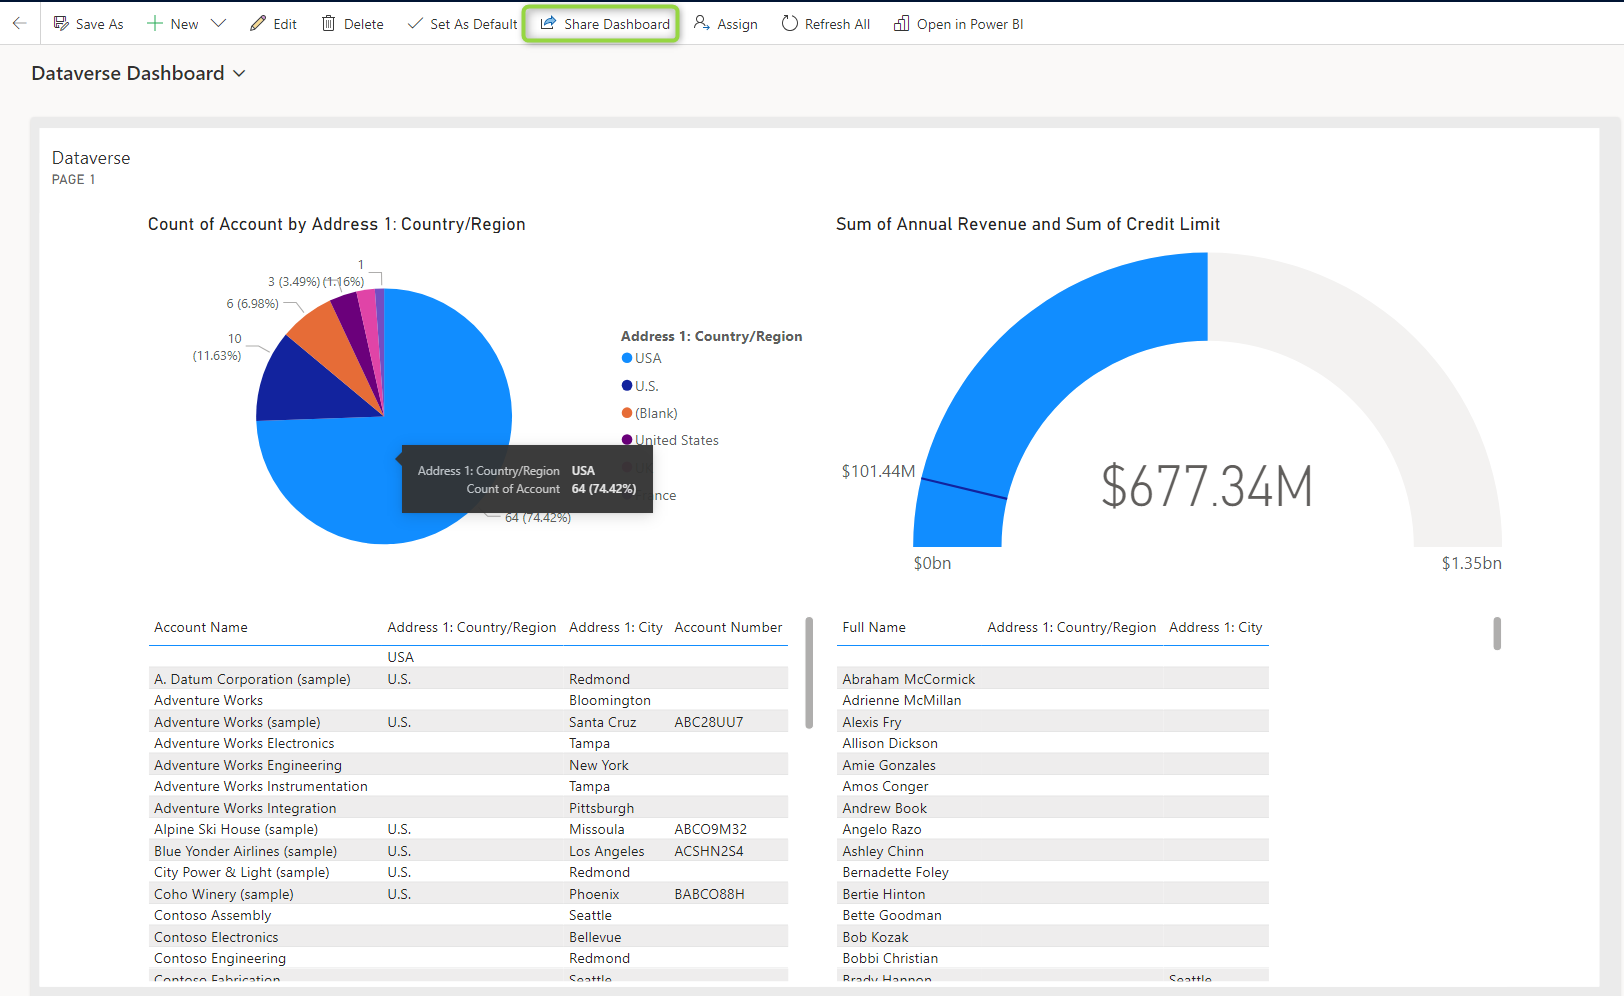 Save As New Edit Delete Set As Default Share Dashboard Assign Refresh All Open in Power BI
Dataverse Dashboard
Dataverse
PAGE 1
Count of Account by Address 1: Country/Region
1
3 (3.49%) (1.16%)
6 (6.98%)
10
(11.63%)
64 (74.42%)
Address 1: Country/Region
USA
U.S.
(Blank)
United States
Address 1: Country/Region USA
Count of Account 64 (74.42%)
Sum of Annual Revenue and Sum of Credit Limit
$101.44M
$677.34M
$0bn
$1.35bn
Account Name Address 1: Country/Region Address 1: City Account Number
USA
A. Datum Corporation (sample) U.S. Redmond
Adventure Works Bloomington
Adventure Works (sample) U.S. Santa Cruz ABC28UU7
Adventure Works Electronics Tampa
Adventure Works Engineering New York
Adventure Works Instrumentation Tampa
Adventure Works Integration Pittsburgh
Alpine Ski House (sample) U.S. Missoula ABCO9M32
Blue Yonder Airlines (sample) U.S. Los Angeles ACSHN2S4
City Power & Light (sample) U.S. Redmond
Coho Winery (sample) U.S. Phoenix BABCO88H
Contoso Assembly Seattle
Contoso Electronics Bellevue
Contoso Engineering Redmond
Contoso Fabrication Seattle
Full Name Address 1: Country/Region Address 1: City
Abraham McCormick
Adrienne McMillan
Alexis Fry
Allison Dickson
Amie Gonzales
Amos Conger
Andrew Book
Angelo Razo
Ashley Chinn
Bernadette Foley
Bertie Hinton
Bette Goodman
Bob Kozak
Bobbi Christian
Brady Hannon Seattle